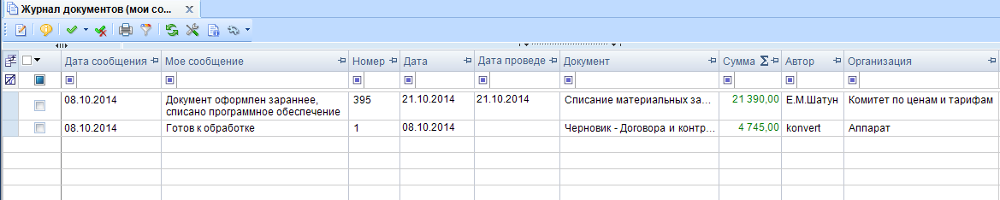 Журнал документов (мои со...
Дата сообщения Мое сообщение Номер Дата Дата проведе Документ Сумма Σ Автор Организация
08.10.2014 Документ оформлен зараннее, 395 21.10.2014 21.10.2014 Списание материальных за... 21 390,00 Е.М.Шатун Комитет по ценам и тарифам
списано программное обеспечение
08.10.2014 Готов к обработке 1 08.10.2014 Черновик - Договора и контр... 4 745,00 konvert Аппарат